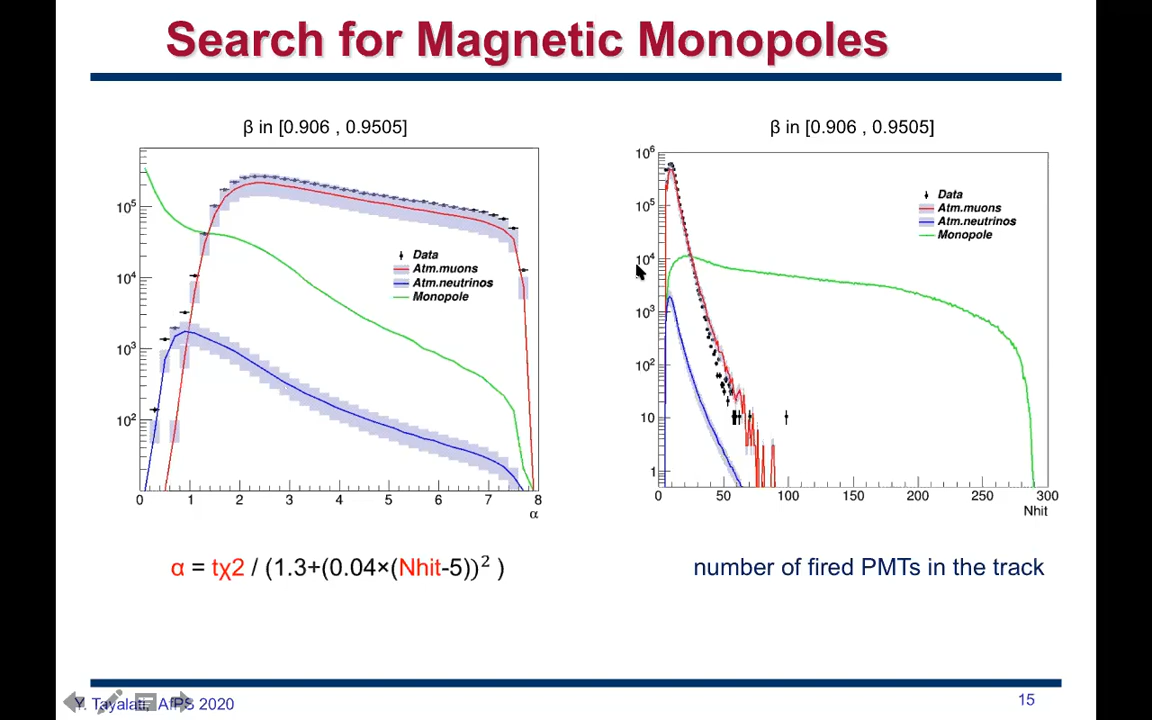 Search for Magnetic Monopoles
β in [0.906 , 0.9505]
10⁵
10⁴
10³
10²
Data
Atm.muons
Atm.neutrinos
Monopole
0 1 2 3 4 5 6 7 8
α
α = tχ2 / (1.3+(0.04×(Nhit-5))² )
β in [0.906 , 0.9505]
10⁶
10⁵
10⁴
10³
10²
10
1
Data
Atm.muons
Atm.neutrinos
Monopole
0 50 100 150 200 250 300
Nhit
number of fired PMTs in the track
Y. Tayalati, AfPS 2020
15